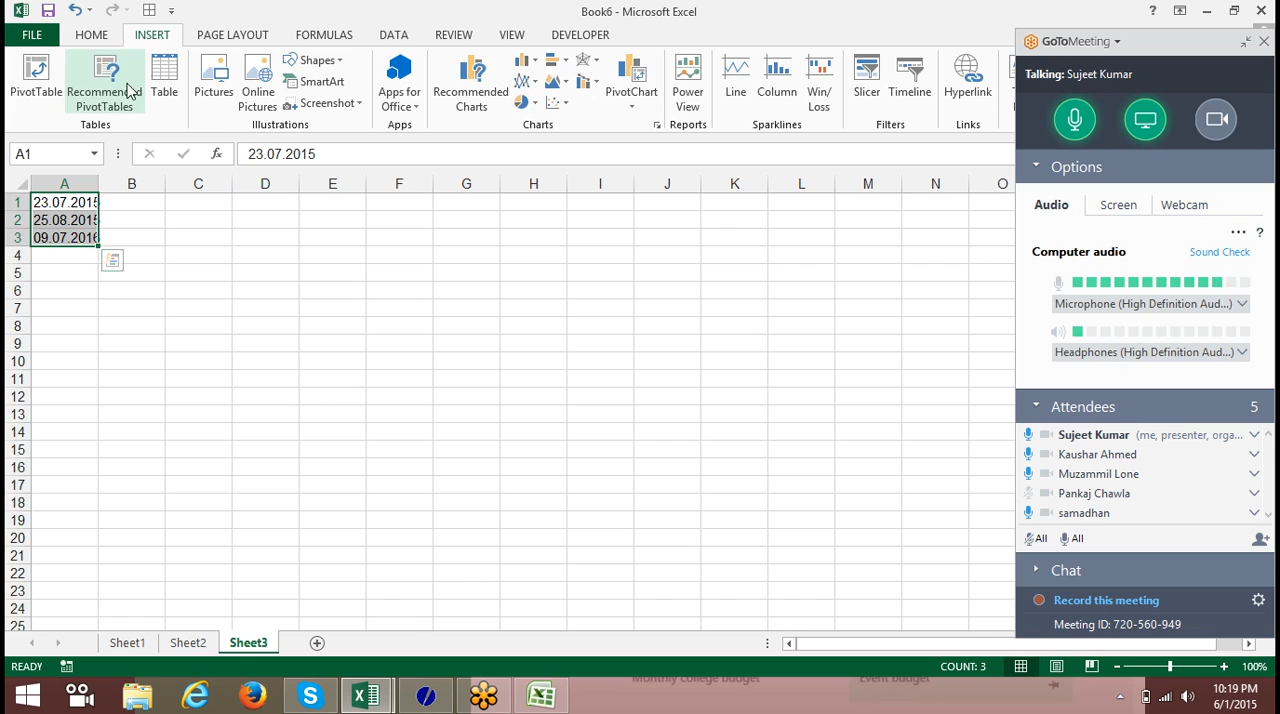 Book6 - Microsoft Excel
FILE HOME INSERT PAGE LAYOUT FORMULAS DATA REVIEW VIEW DEVELOPER
PivotTable
Recommended PivotTables
Table
Pictures
Online Pictures
Shapes
SmartArt
Screenshot
Apps for Office
Recommended Charts
PivotChart
Power View
Line
Column
Win/Loss
Slicer
Timeline
Hyperlink
Tables Illustrations Apps Charts Reports Sparklines Filters Links
A1 fx 23.07.2015
A B C D E F G H I J K L M N O
1 23.07.2015
2 25.08.2015
3 09.07.2016
4
5
6
7
8
9
10
11
12
13
14
15
16
17
18
19
20
21
22
23
24
25
Sheet1 Sheet2 Sheet3
READY COUNT: 3 100%
Monthly college budget Event budget
10:19 PM
6/1/2015
GoToMeeting
Talking: Sujeet Kumar
Options
Audio Screen Webcam
... ?
Computer audio Sound Check
Microphone (High Definition Aud...)
Headphones (High Definition Aud...)
Attendees 5
Sujeet Kumar (me, presenter, orga...
Kaushar Ahmed
Muzammil Lone
Pankaj Chawla
samadhan
All All
Chat
Record this meeting
Meeting ID: 720-560-949